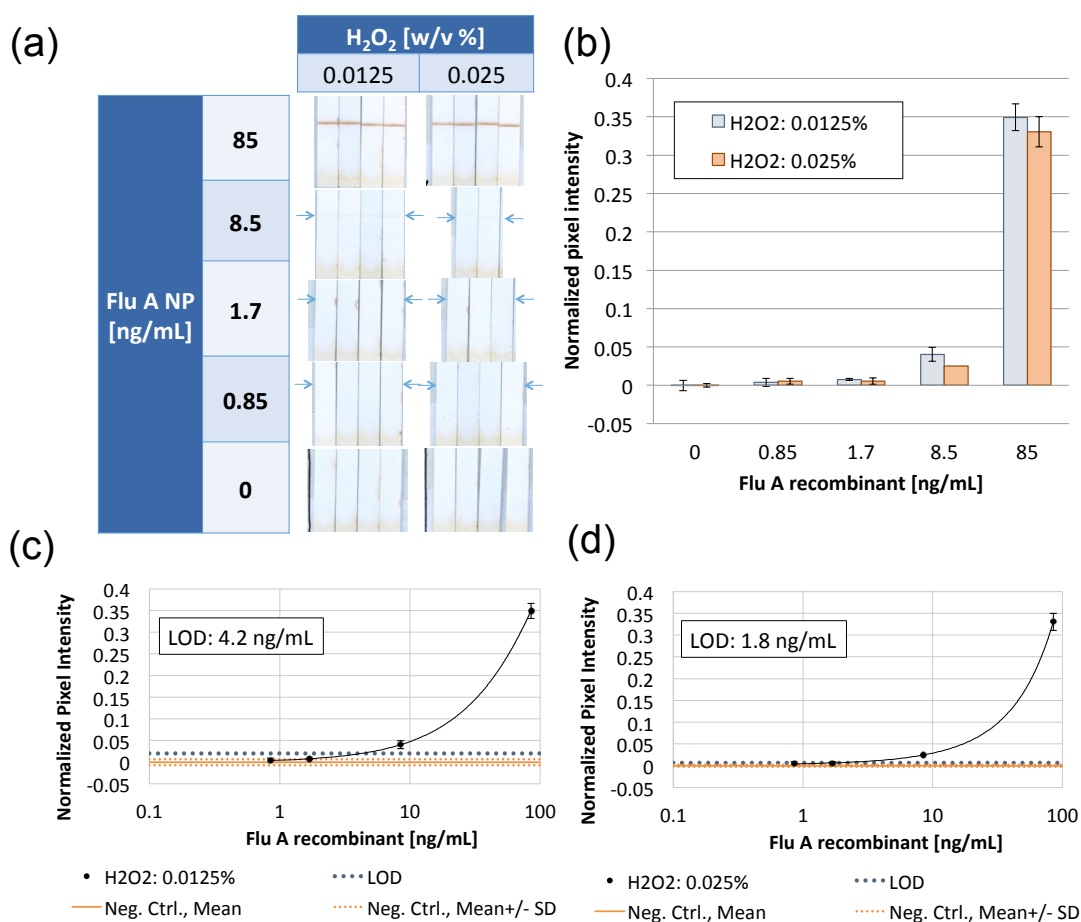 (a)
H₂O₂ [w/v %]
0.0125 0.025
Flu A NP
[ng/mL]
85
8.5
1.7
0.85
0
(b)
Normalized pixel intensity
0.4
0.35
0.3
0.25
0.2
0.15
0.1
0.05
0
-0.05
H2O2: 0.0125%
H2O2: 0.025%
0 0.85 1.7 8.5 85
Flu A recombinant [ng/mL]
(c)
Normalized Pixel Intensity
0.4
0.35
0.3
0.25
0.2
0.15
0.1
0.05
0
-0.05
LOD: 4.2 ng/mL
0.1 1 10 100
Flu A recombinant [ng/mL]
H2O2: 0.0125% LOD
Neg. Ctrl., Mean Neg. Ctrl., Mean+/- SD
(d)
Normalized Pixel Intensity
0.4
0.35
0.3
0.25
0.2
0.15
0.1
0.05
0
-0.05
LOD: 1.8 ng/mL
0.1 1 10 100
Flu A recombinant [ng/mL]
H2O2: 0.025% LOD
Neg. Ctrl., Mean Neg. Ctrl., Mean+/- SD